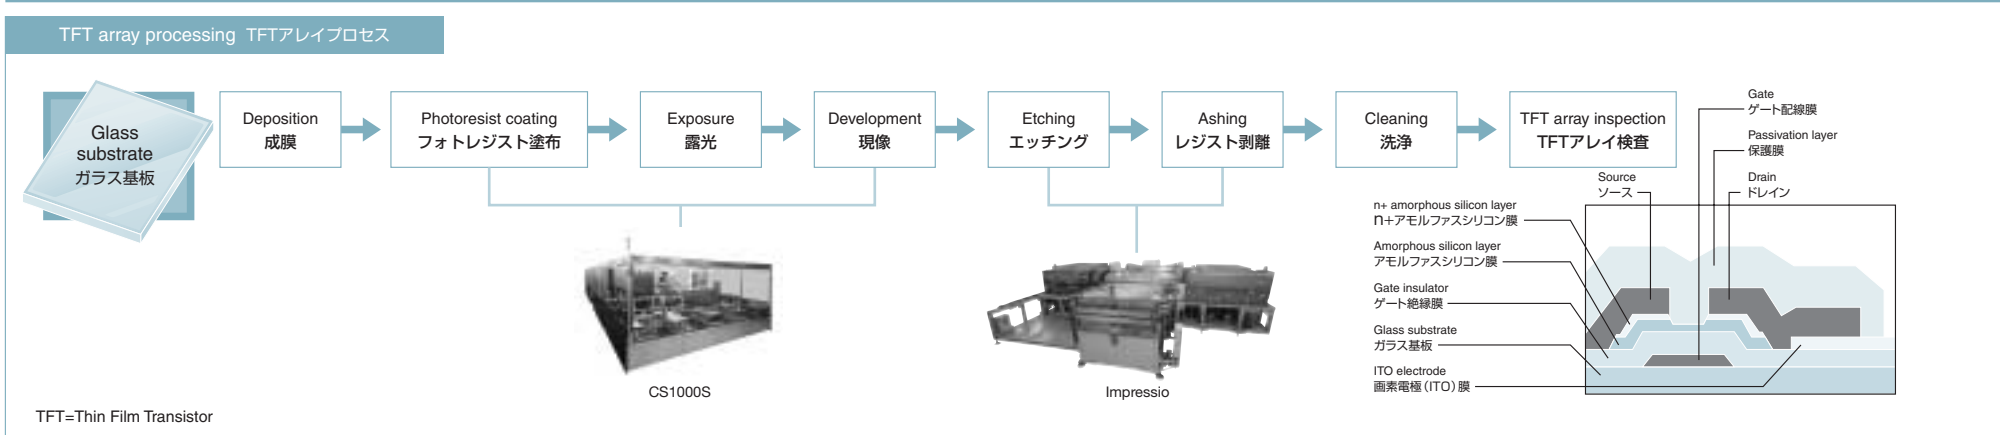 TFT array processing TFTアレイプロセス
Glass
substrate
ガラス基板
Deposition
成膜
Photoresist coating
フォトレジスト塗布
Exposure
露光
Development
現像
Etching
エッチング
Ashing
レジスト剥離
Cleaning
洗浄
TFT array inspection
TFTアレイ検査
CS1000S
Impressio
Gate
ゲート配線膜
Passivation layer
保護膜
Source
ソース
Drain
ドレイン
n+ amorphous silicon layer
n+アモルファスシリコン膜
Amorphous silicon layer
アモルファスシリコン膜
Gate insulator
ゲート絶縁膜
Glass substrate
ガラス基板
ITO electrode
画素電極(ITO)膜
TFT=Thin Film Transistor